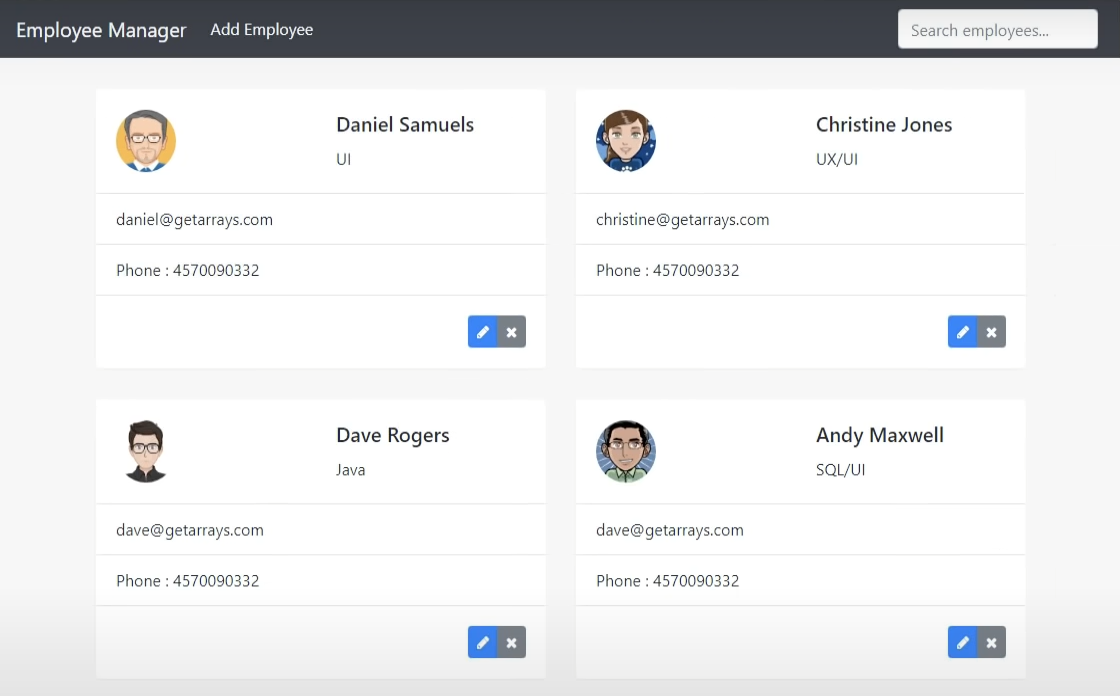 Employee Manager Add Employee Search employees...
Daniel Samuels
UI
daniel@getarrays.com
Phone : 4570090332
Christine Jones
UX/UI
christine@getarrays.com
Phone : 4570090332
Dave Rogers
Java
dave@getarrays.com
Phone : 4570090332
Andy Maxwell
SQL/UI
dave@getarrays.com
Phone : 4570090332